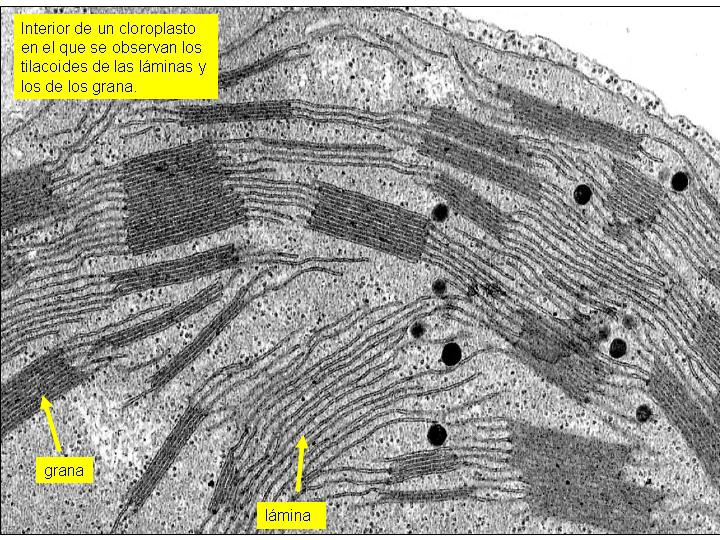 Interior de un cloroplasto
en el que se observan los
tilacoides de las láminas y
los de los grana.
grana
lámina